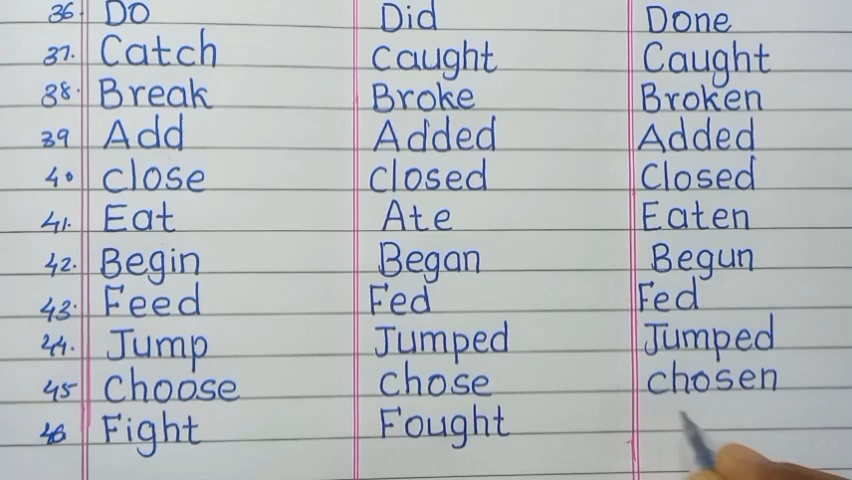 36. Do Did Done
37. Catch Caught Caught
38. Break Broke Broken
39 Add Added Added
40 Close Closed Closed
41. Eat Ate Eaten
42. Begin Began Begun
43. Feed Fed Fed
44. Jump Jumped Jumped
45 Choose Chose Chosen
46 Fight Fought